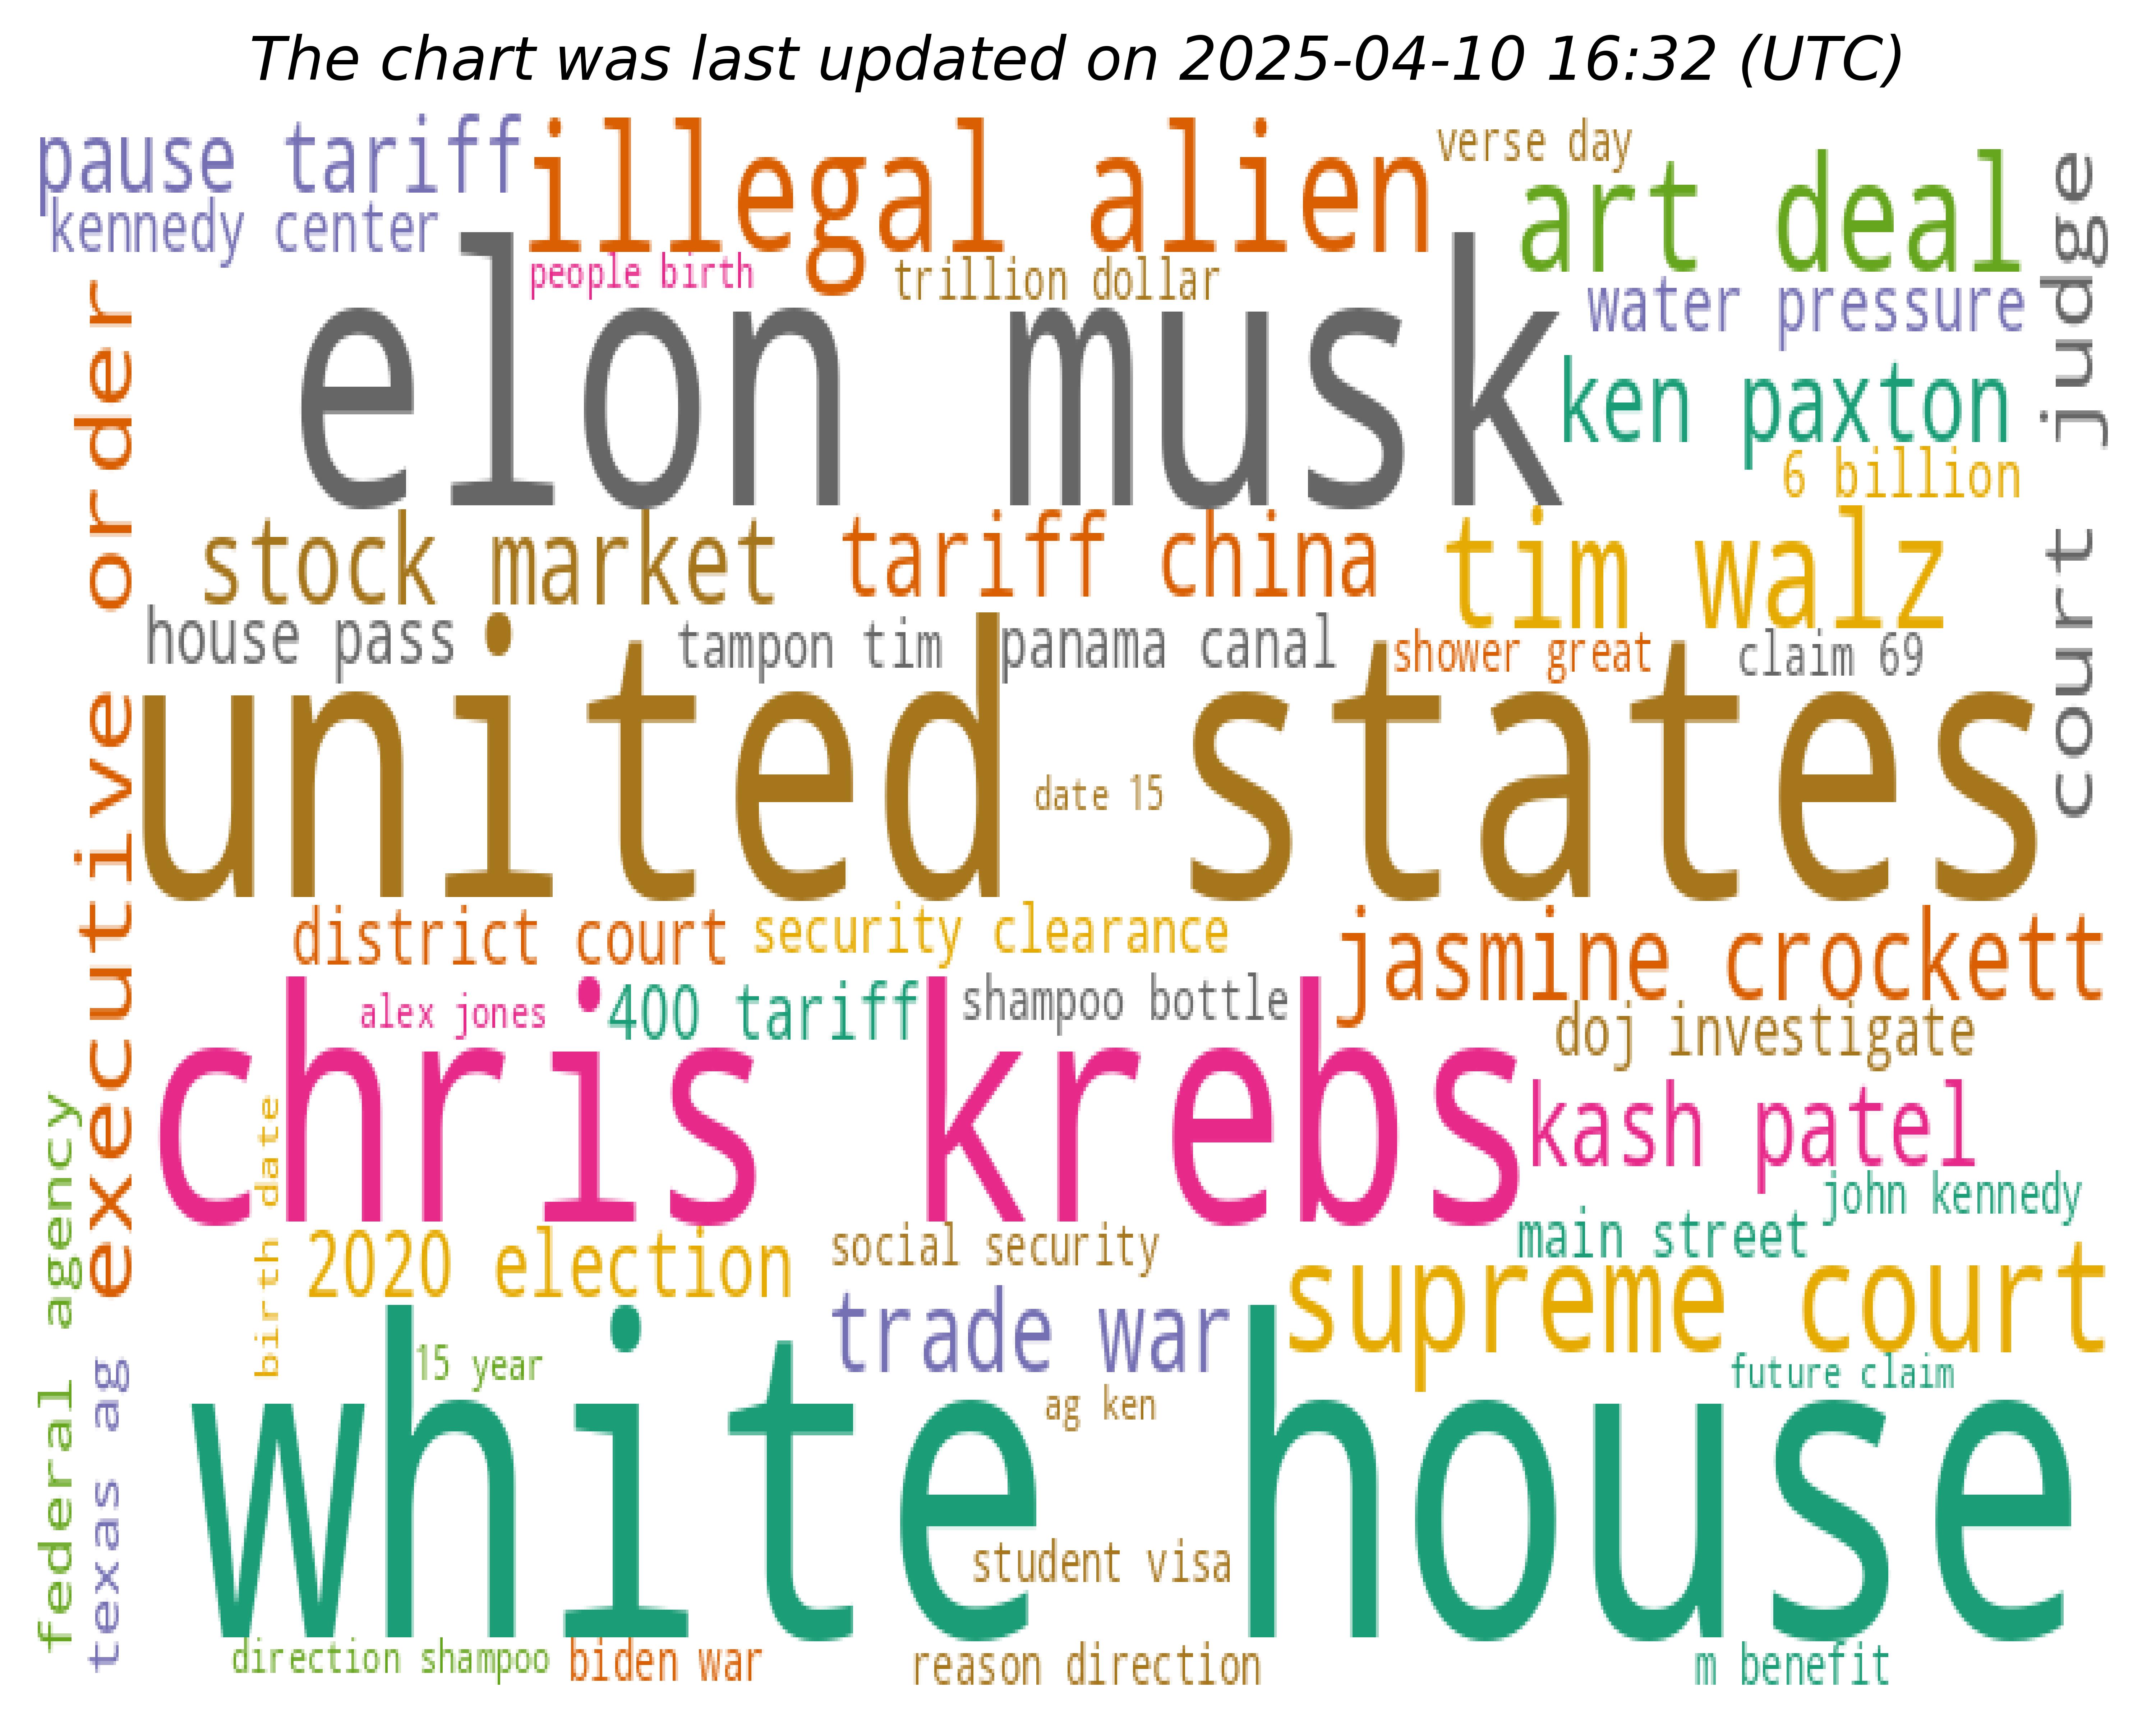 The chart was last updated on 2025-04-10 16:32 (UTC)
pause tariff
illegal alien
verse day
art deal
court judge
kennedy center
people birth
trillion dollar
water pressure
executive order
elon musk
ken paxton
6 billion
stock market
tariff china
tim walz
house pass
tampon tim
panama canal
shower great
claim 69
united states
date 15
district court
security clearance
jasmine crockett
alex jones
400 tariff
shampoo bottle
doj investigate
chris krebs
kash patel
john kennedy
federal agency
birth date
2020 election
social security
main street
trade war
supreme court
texas ag
15 year
ag ken
future claim
white house
student visa
direction shampoo
biden war
reason direction
m benefit